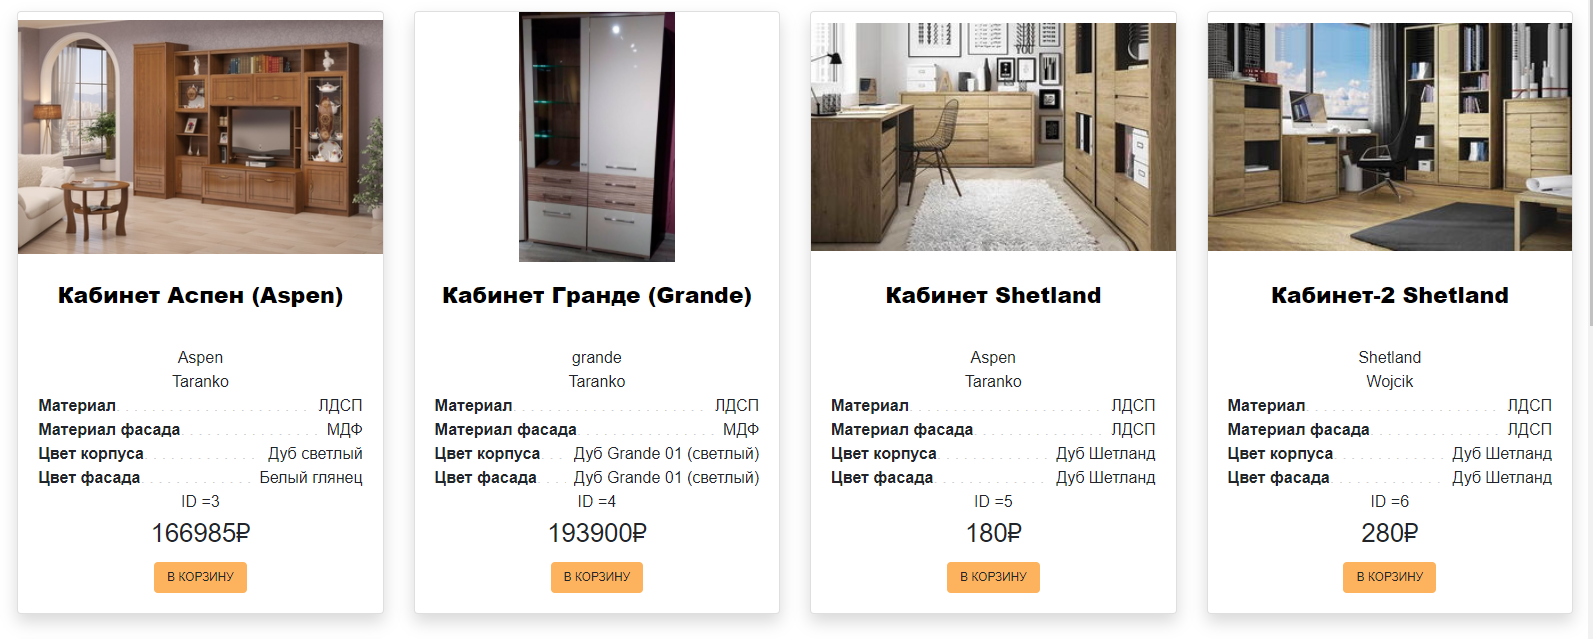 Кабинет Аспен (Aspen)
Aspen
Taranko
Материал ЛДСП
Материал фасада МДФ
Цвет корпуса Дуб светлый
Цвет фасада Белый глянец
ID =3
166985₽
В КОРЗИНУ
Кабинет Гранде (Grande)
grande
Taranko
Материал ЛДСП
Материал фасада МДФ
Цвет корпуса Дуб Grande 01 (светлый)
Цвет фасада Дуб Grande 01 (светлый)
ID =4
193900₽
В КОРЗИНУ
Кабинет Shetland
Aspen
Taranko
Материал ЛДСП
Материал фасада ЛДСП
Цвет корпуса Дуб Шетланд
Цвет фасада Дуб Шетланд
ID =5
180₽
В КОРЗИНУ
Кабинет-2 Shetland
Shetland
Wojcik
Материал ЛДСП
Материал фасада ЛДСП
Цвет корпуса Дуб Шетланд
Цвет фасада Дуб Шетланд
ID =6
280₽
В КОРЗИНУ